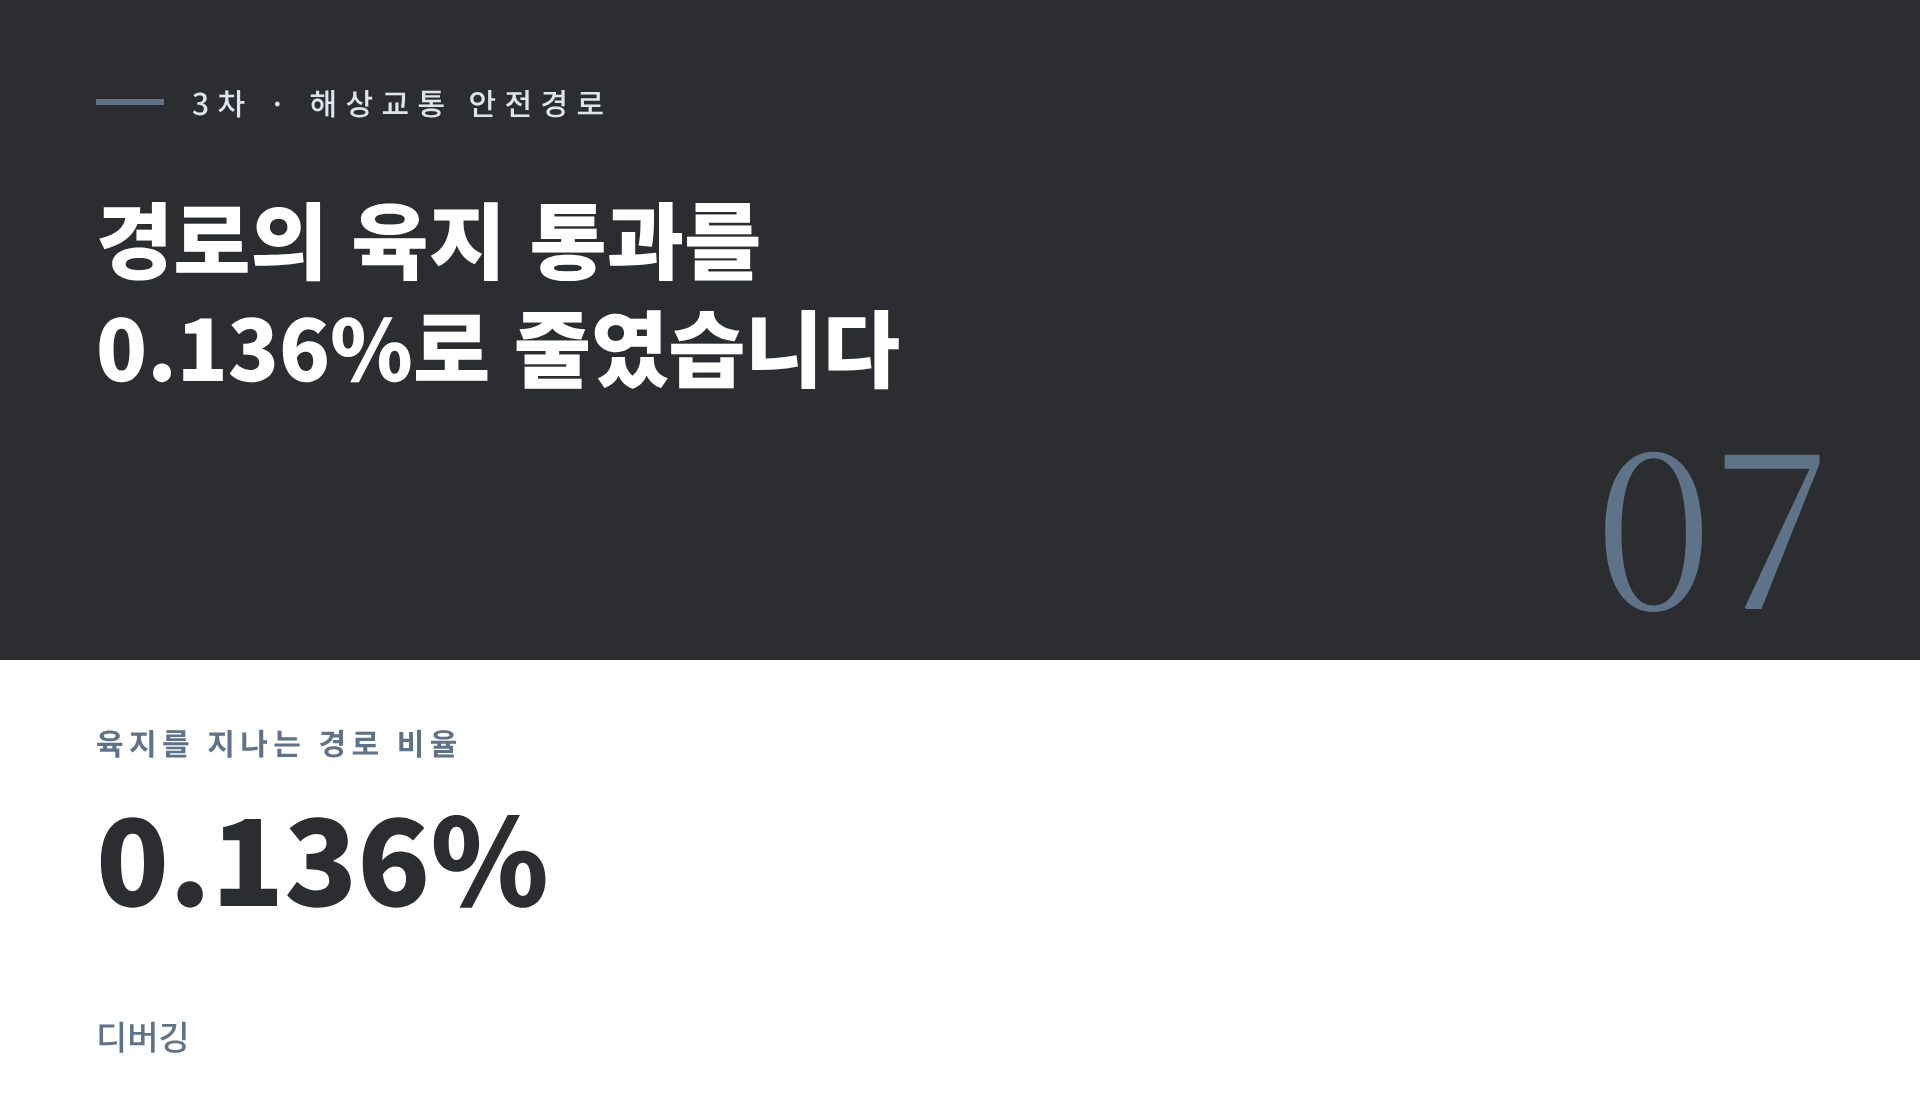 3차 · 해상교통 안전경로
경로의 육지 통과를
0.136%로 줄였습니다
07
육지를 지나는 경로 비율
0.136%
디버깅